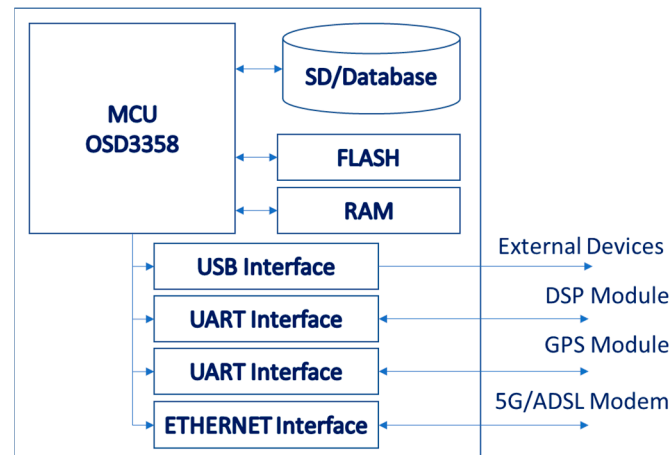 MCU
OSD3358
SD/Database
FLASH
RAM
USB Interface
External Devices
UART Interface
DSP Module
UART Interface
GPS Module
ETHERNET Interface
5G/ADSL Modem